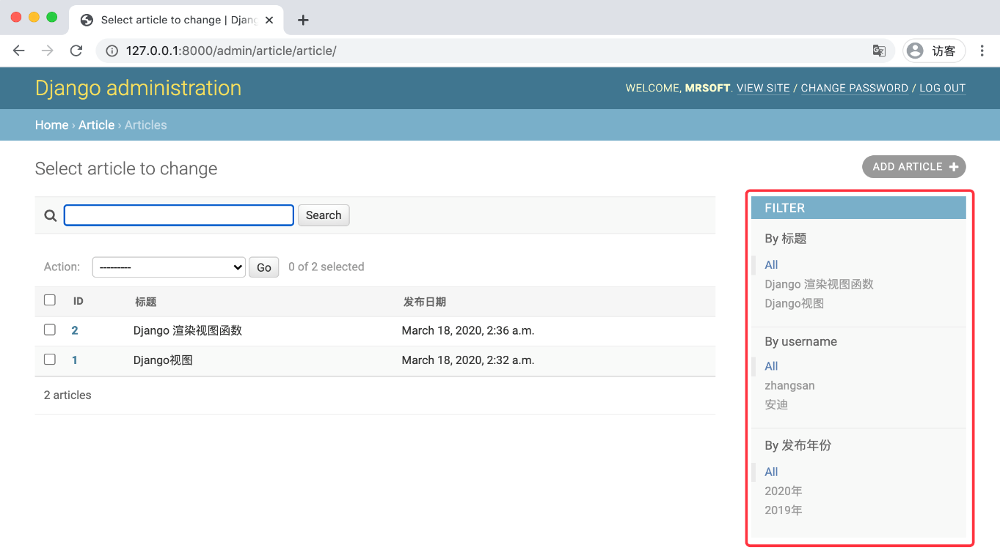 Select article to change | Djang
127.0.0.1:8000/admin/article/article/
访客
Django administration
WELCOME, MRSOFT. VIEW SITE / CHANGE PASSWORD / LOG OUT
Home › Article › Articles
Select article to change
ADD ARTICLE +
Search
Action: --------- Go 0 of 2 selected
ID 标题 发布日期
2 Django 渲染视图函数 March 18, 2020, 2:36 a.m.
1 Django视图 March 18, 2020, 2:32 a.m.
2 articles
FILTER
By 标题
All
Django 渲染视图函数
Django视图
By username
All
zhangsan
安迪
By 发布年份
All
2020年
2019年